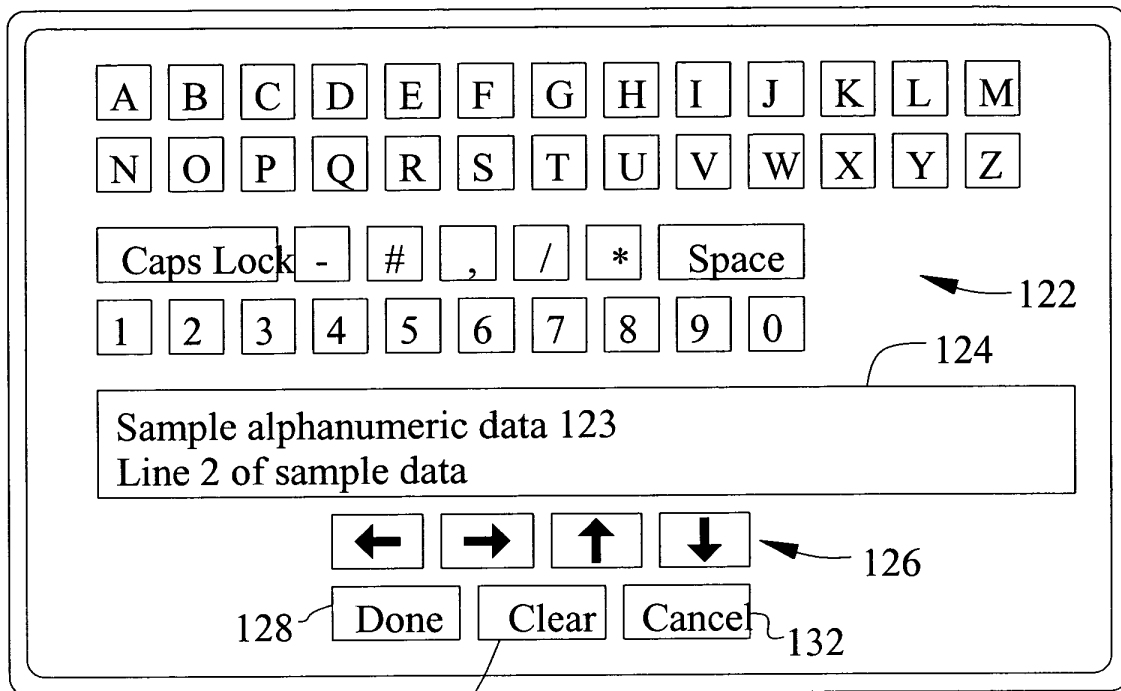 A B C D E F G H I J K L M
N O P Q R S T U V W X Y Z
Caps Lock - # , / * Space
122
1 2 3 4 5 6 7 8 9 0
124
Sample alphanumeric data 123
Line 2 of sample data
← → ↑ ↓
126
128 Done Clear Cancel 132